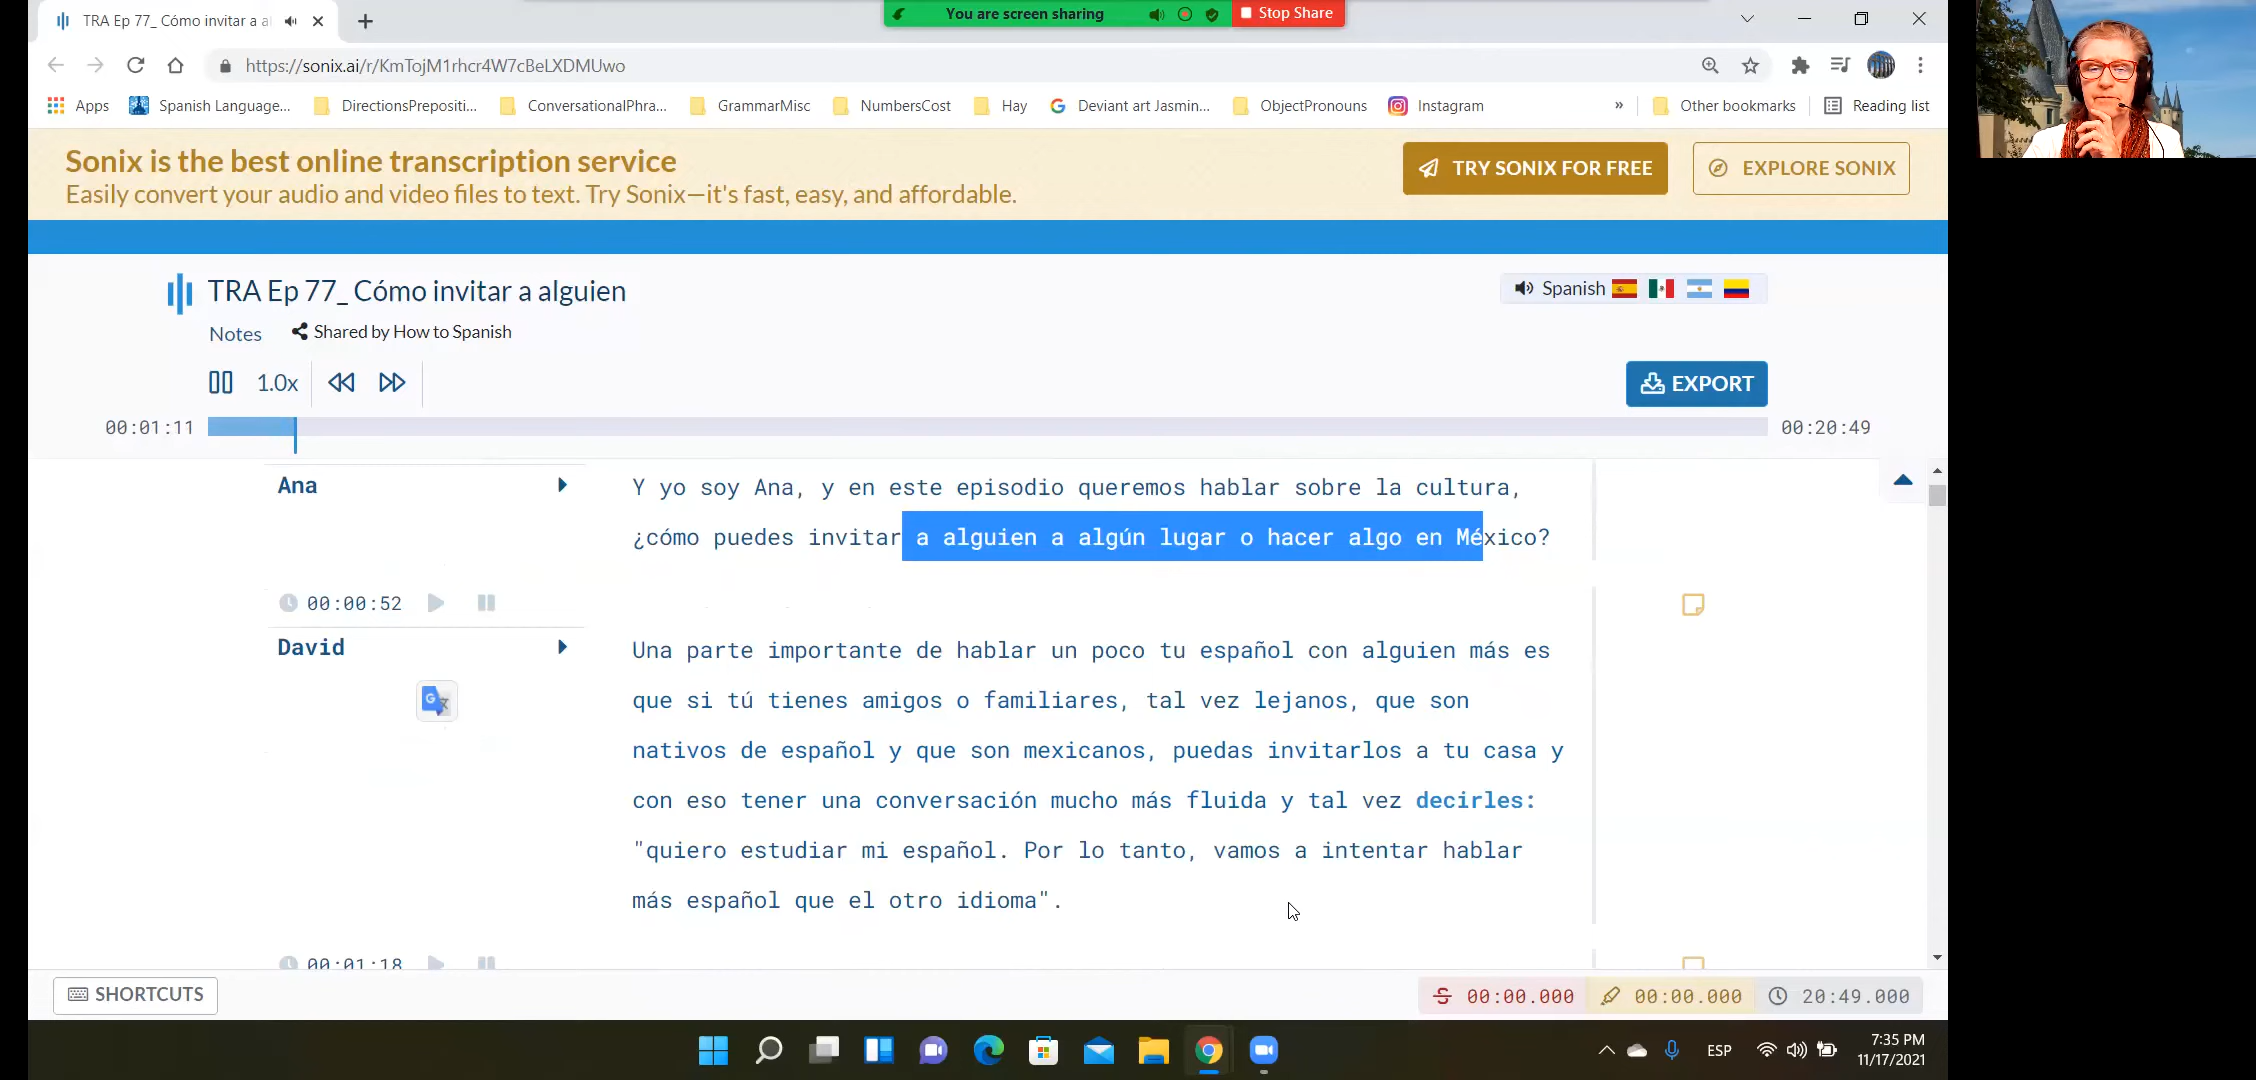 TRA Ep 77_ Cómo invitar a a
You are screen sharing
Stop Share
https://sonix.ai/r/KmTojM1rhcr4W7cBeLXDMUwo
Apps
Spanish Language...
DirectionsPrepositi...
ConversationalPhra...
GrammarMisc
NumbersCost
Hay
Deviant art Jasmin...
ObjectPronouns
Instagram
»
Other bookmarks
Reading list
Sonix is the best online transcription service
Easily convert your audio and video files to text. Try Sonix—it's fast, easy, and affordable.
TRY SONIX FOR FREE
EXPLORE SONIX
TRA Ep 77_ Cómo invitar a alguien
Spanish
Notes
Shared by How to Spanish
1.0x
EXPORT
00:01:11
00:20:49
Ana
Y yo soy Ana, y en este episodio queremos hablar sobre la cultura,
¿cómo puedes invitar a alguien a algún lugar o hacer algo en México?
00:00:52
David
Una parte importante de hablar un poco tu español con alguien más es
que si tú tienes amigos o familiares, tal vez lejanos, que son
nativos de español y que son mexicanos, puedas invitarlos a tu casa y
con eso tener una conversación mucho más fluida y tal vez decirles:
"quiero estudiar mi español. Por lo tanto, vamos a intentar hablar
más español que el otro idioma".
00:01:18
SHORTCUTS
00:00.000
00:00.000
20:49.000
ESP
7:35 PM
11/17/2021